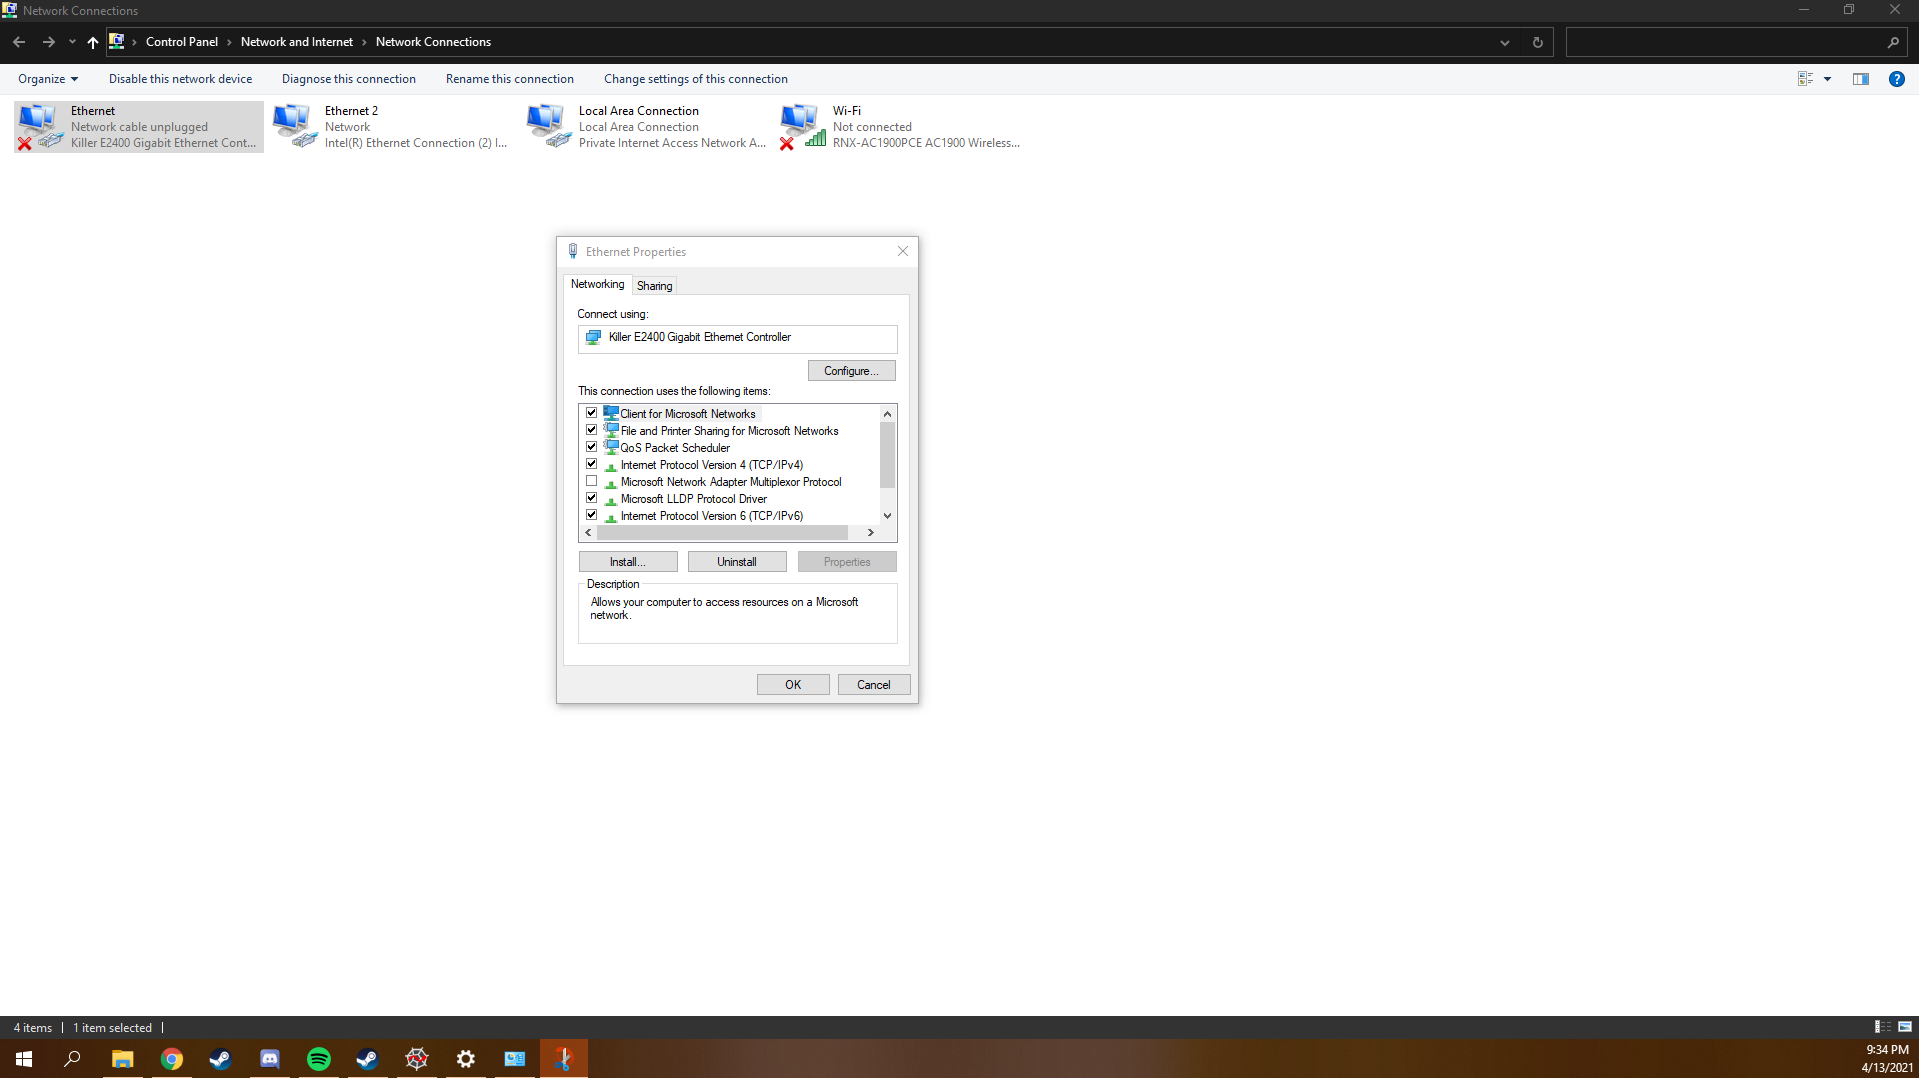 Network Connections
Control Panel > Network and Internet > Network Connections
Organize
Disable this network device
Diagnose this connection
Rename this connection
Change settings of this connection
Ethernet
Network cable unplugged
Killer E2400 Gigabit Ethernet Cont...
Ethernet 2
Network
Intel(R) Ethernet Connection (2) I...
Local Area Connection
Local Area Connection
Private Internet Access Network A...
Wi-Fi
Not connected
RNX-AC1900PCE AC1900 Wireless...
Ethernet Properties
Networking
Sharing
Connect using:
Killer E2400 Gigabit Ethernet Controller
Configure...
This connection uses the following items:
Client for Microsoft Networks
File and Printer Sharing for Microsoft Networks
QoS Packet Scheduler
Internet Protocol Version 4 (TCP/IPv4)
Microsoft Network Adapter Multiplexor Protocol
Microsoft LLDP Protocol Driver
Internet Protocol Version 6 (TCP/IPv6)
Install...
Uninstall
Properties
Description
Allows your computer to access resources on a Microsoft
network.
OK
Cancel
4 items
1 item selected
9:34 PM
4/13/2021